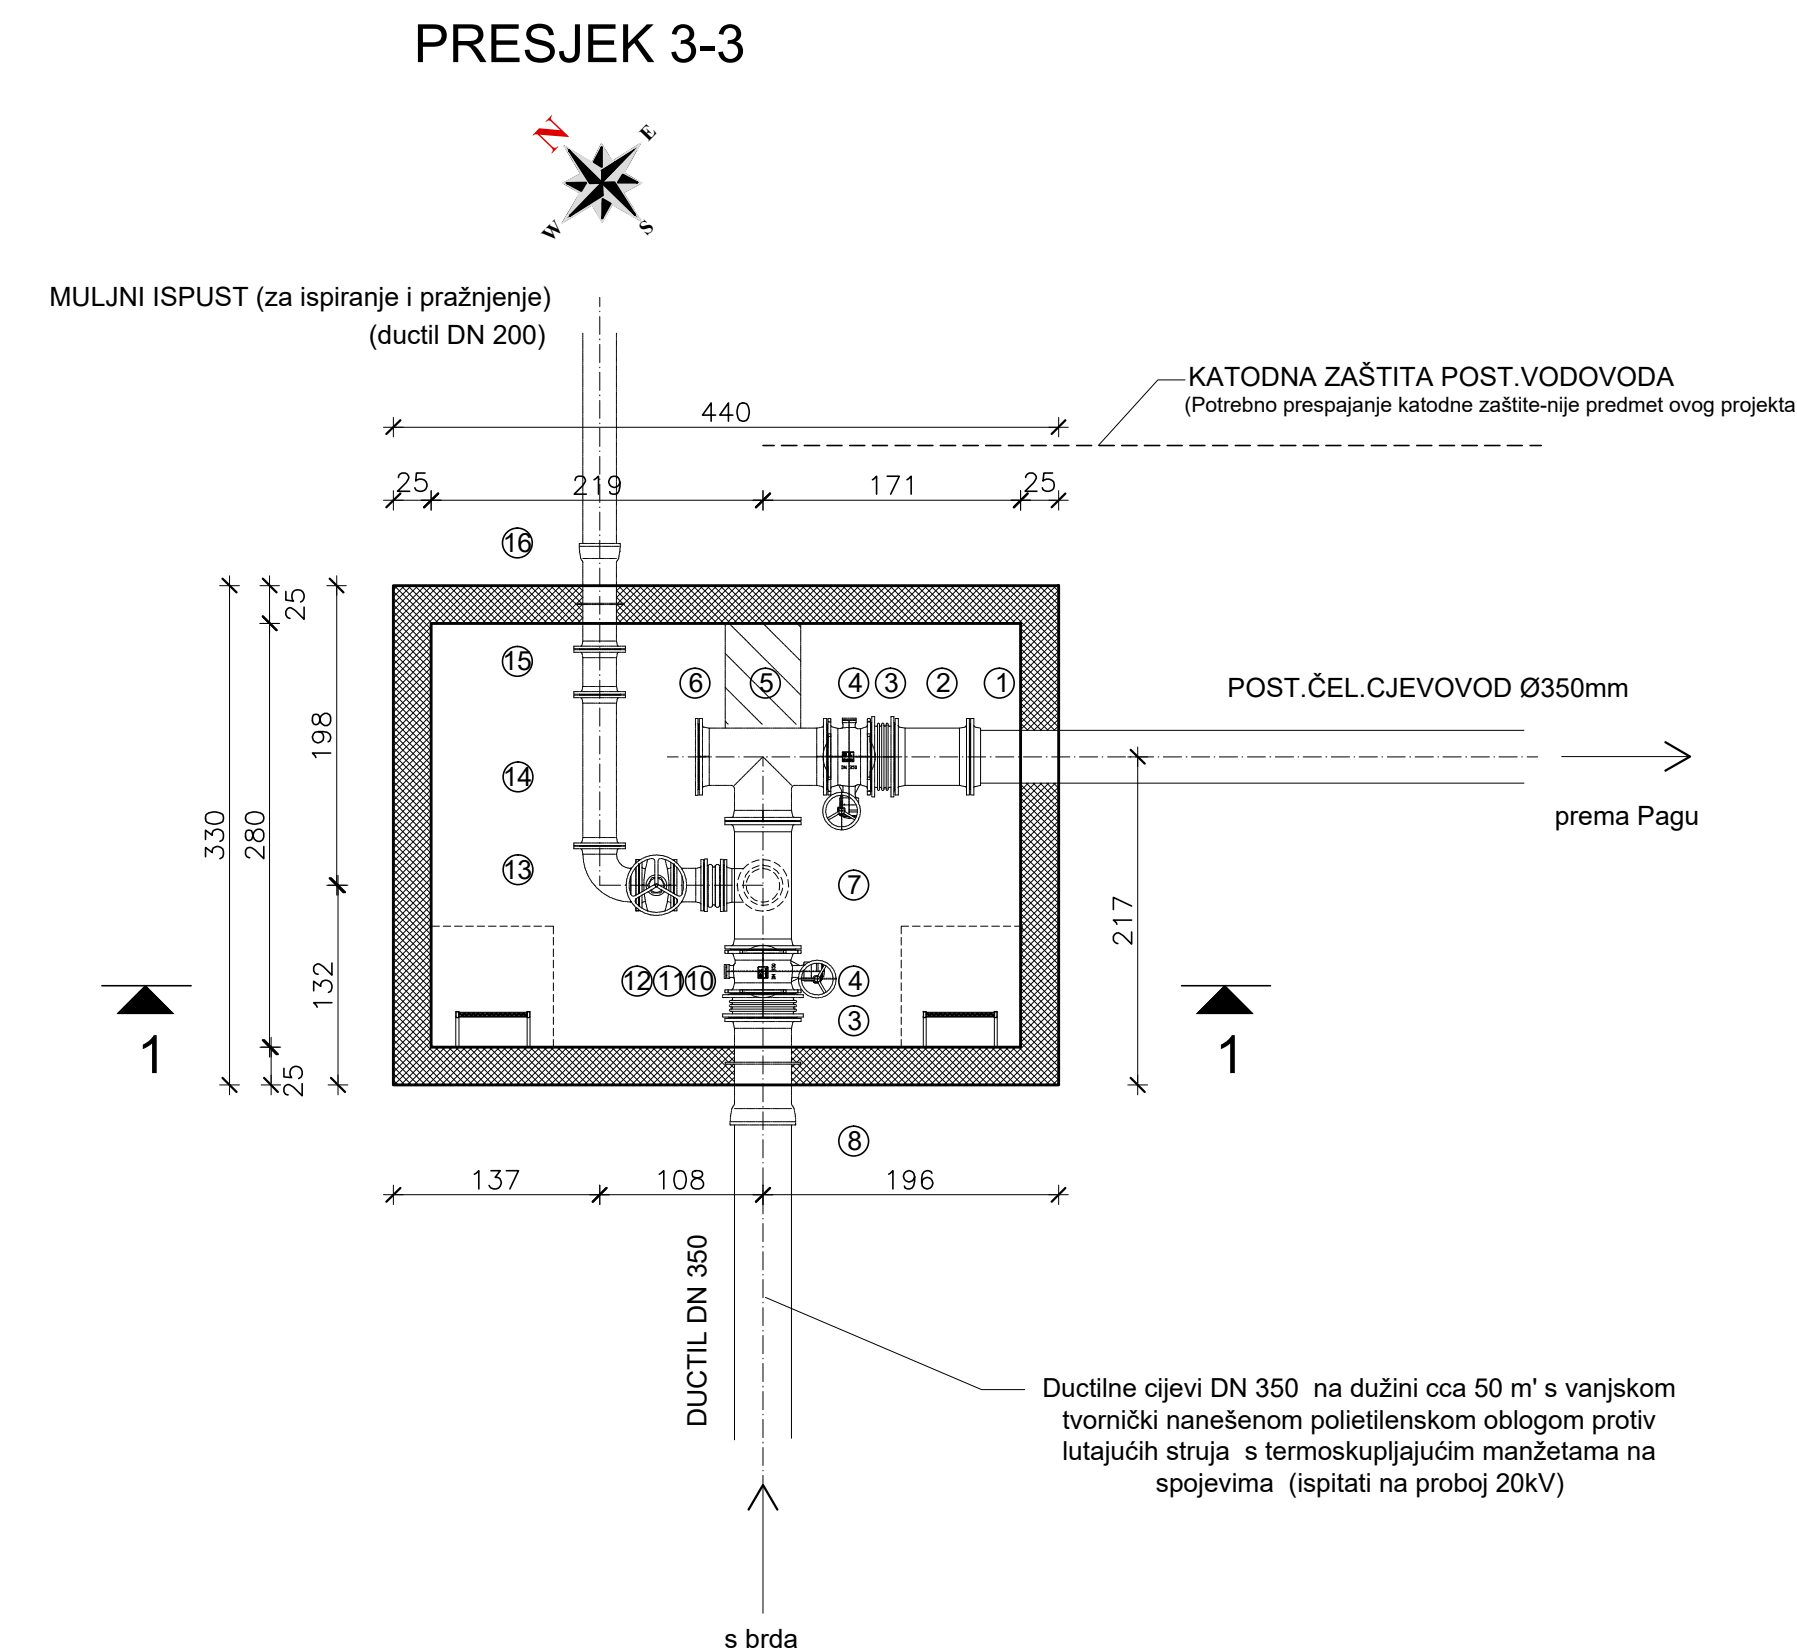 PRESJEK 3-3
N
E
W
S
MULJNI ISPUST (za ispiranje i pražnjenje)
(ductil DN 200)
KATODNA ZAŠTITA POST.VODOVODA
(Potrebno prespajanje katodne zaštite-nije predmet ovog projekta
440
25
219
171
25
16
25
15
6
5
4
3
2
1
POST.ČEL.CJEVOVOD Ø350mm
198
14
prema Pagu
330
280
13
7
217
132
12
11
10
4
3
1
1
25
8
137
108
196
DUCTIL DN 350
Ductilne cijevi DN 350 na dužini cca 50 m' s vanjskom
tvornički nanešenom polietilenskom oblogom protiv
lutajućih struja s termoskupljajućim manžetama na
spojevima (ispitati na proboj 20kV)
s brda